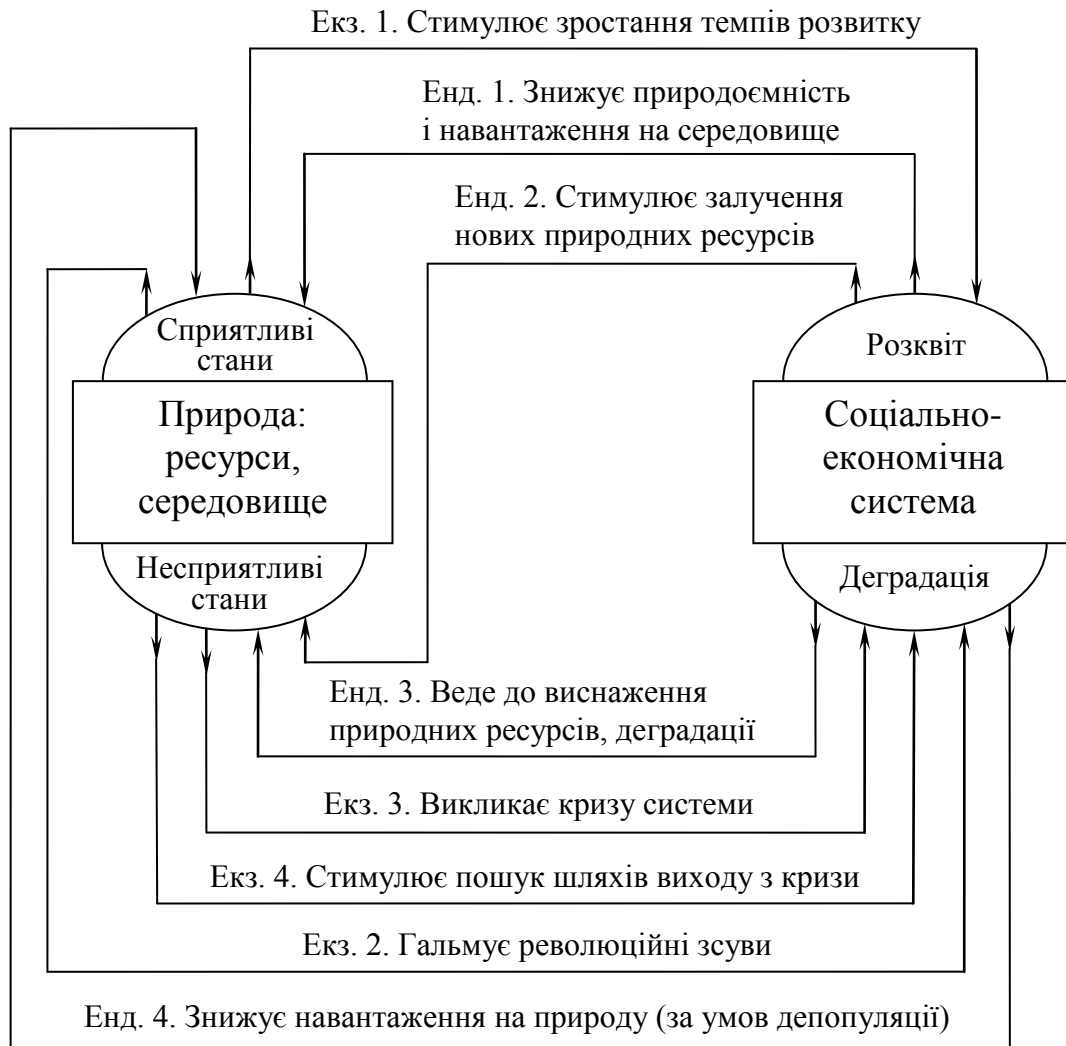 Екз. 1. Стимулює зростання темпів розвитку
Енд. 1. Знижує природоємність
і навантаження на середовище
Енд. 2. Стимулює залучення
нових природних ресурсів
Сприятливі
стани
Розквіт
Природа:
ресурси,
середовище
Соціально-
економічна
система
Несприятливі
стани
Деградація
Енд. 3. Веде до виснаження
природних ресурсів, деградації
Екз. 3. Викликає кризу системи
Екз. 4. Стимулює пошук шляхів виходу з кризи
Екз. 2. Гальмує революційні зсуви
Енд. 4. Знижує навантаження на природу (за умов депопуляції)